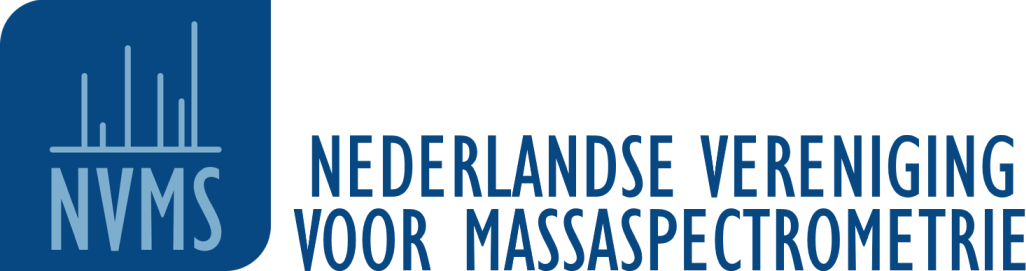 NVMS
NEDERLANDSE VERENIGING
VOOR MASSASPECTROMETRIE